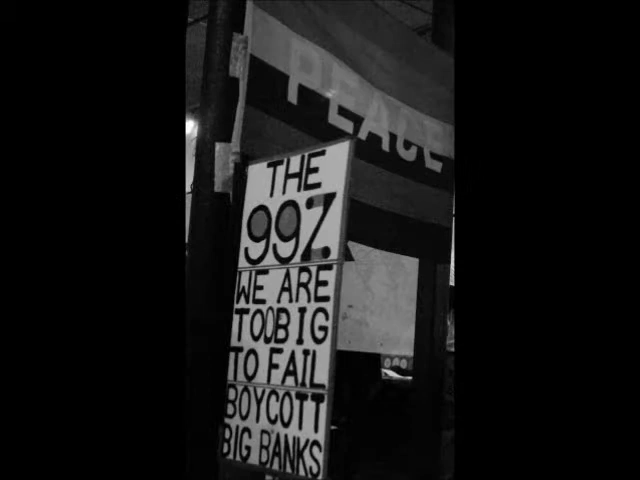 PEACE
THE
99%
WE ARE
TOO BIG
TO FAIL
BOYCOTT
BIG BANKS